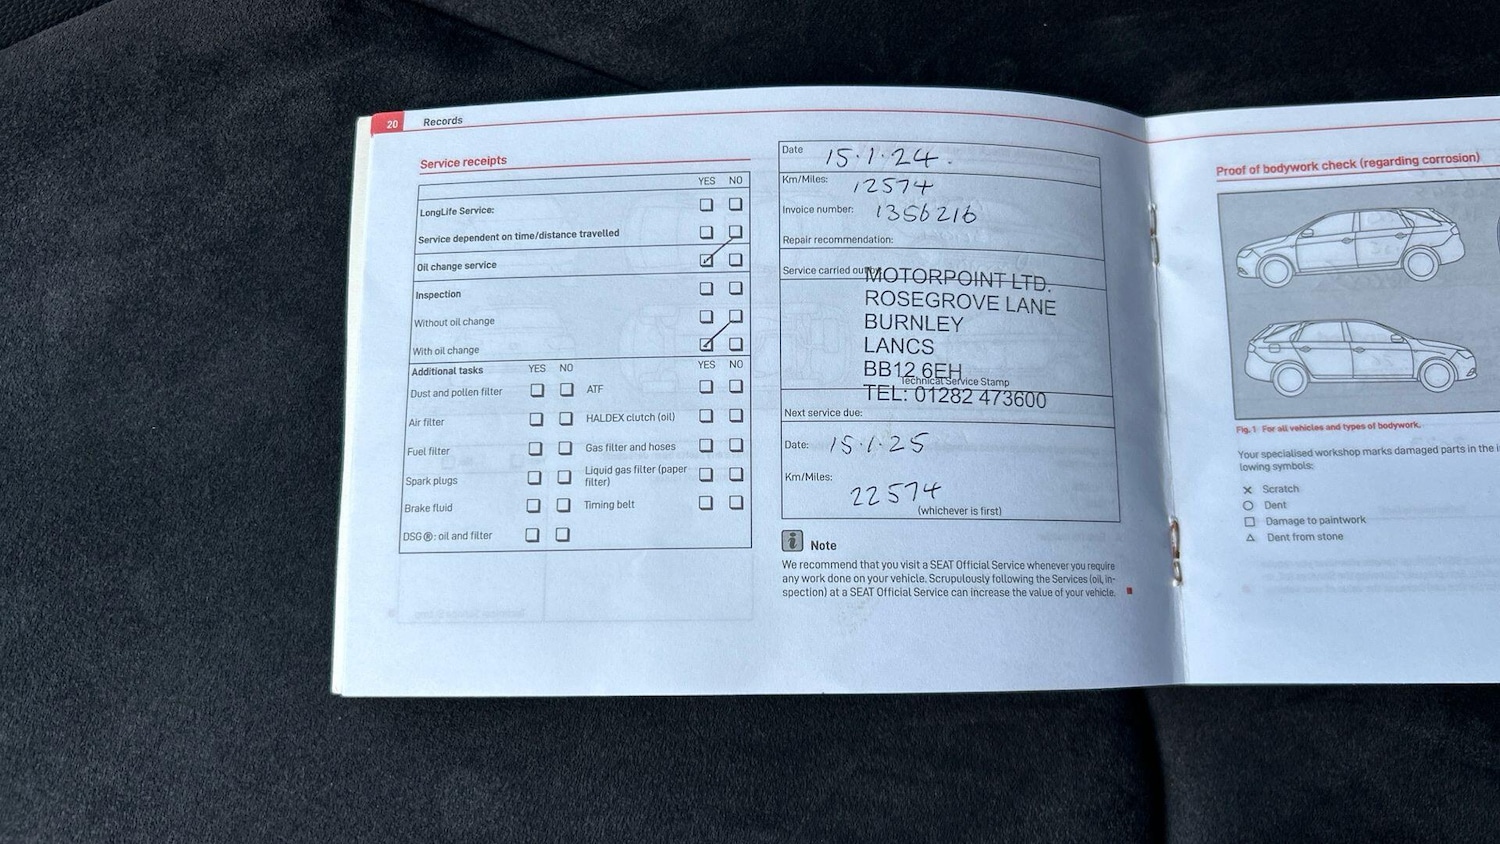 20 Records
Service receipts
YES NO
LongLife Service:
Service dependent on time/distance travelled
Oil change service
Inspection
Without oil change
With oil change
Additional tasks YES NO YES NO
Dust and pollen filter ATF
Air filter HALDEX clutch (oil)
Fuel filter Gas filter and hoses
Spark plugs Liquid gas filter (paper
filter)
Brake fluid Timing belt
DSG®: oil and filter
Date 15.1.24.
Km/Miles: 12574
Invoice number: 1356216
Repair recommendation:
Service carried out by:
MOTORPOINT LTD.
ROSEGROVE LANE
BURNLEY
LANCS
BB12 6EH
Technical Service Stamp
TEL: 01282 473600
Next service due:
Date: 15.1.25
Km/Miles: 22574
(whichever is first)
Note
We recommend that you visit a SEAT Official Service whenever you require
any work done on your vehicle. Scrupulously following the Services (oil, in-
spection) at a SEAT Official Service can increase the value of your vehicle.
Proof of bodywork check (regarding corrosion)
Fig. 1 For all vehicles and types of bodywork.
Your specialised workshop marks damaged parts in the
lowing symbols:
Scratch
Dent
Damage to paintwork
Dent from stone